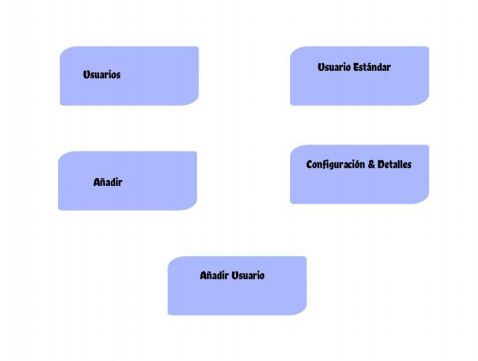 Usuarios
Usuario Estándar
Añadir
Configuración & Detalles
Añadir Usuario